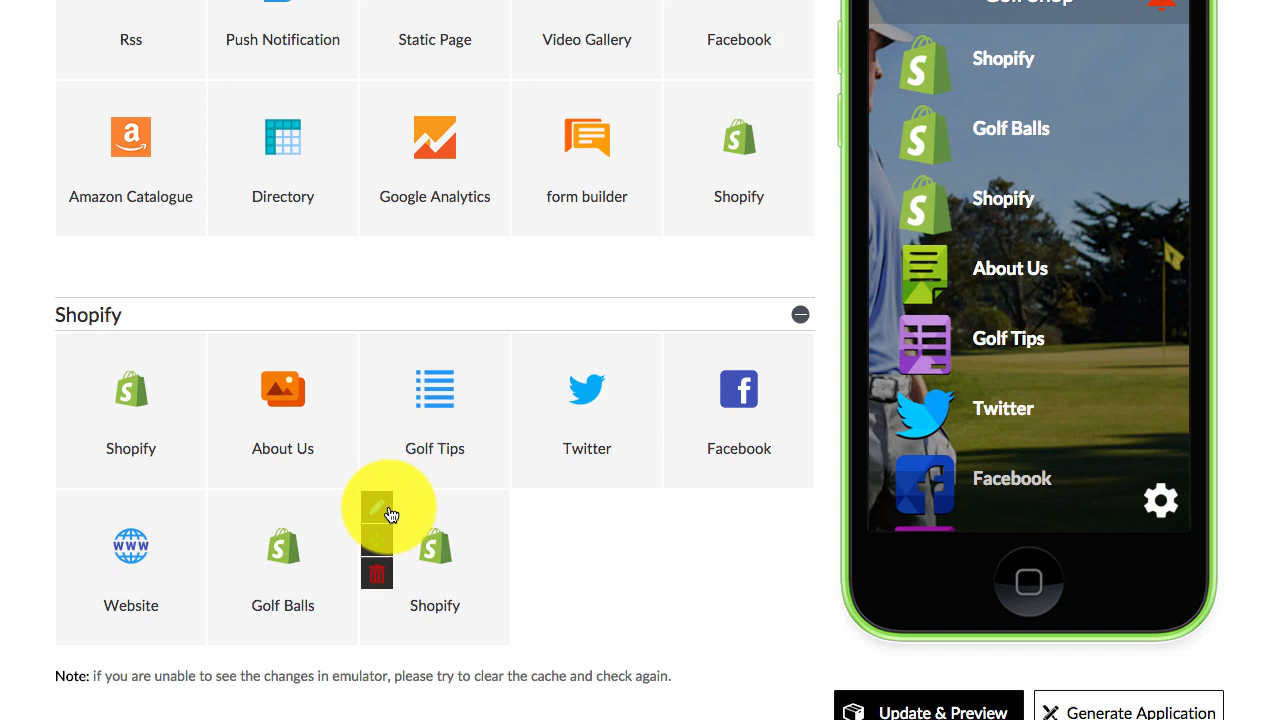 Rss
Push Notification
Static Page
Video Gallery
Facebook
Amazon Catalogue
Directory
Google Analytics
form builder
Shopify
Shopify
Shopify
About Us
Golf Tips
Twitter
Facebook
www
Website
Golf Balls
Shopify
Note: if you are unable to see the changes in emulator, please try to clear the cache and check again.
Golf Shop
Shopify
Golf Balls
Shopify
About Us
Golf Tips
Twitter
Facebook
Update & Preview
Generate Application